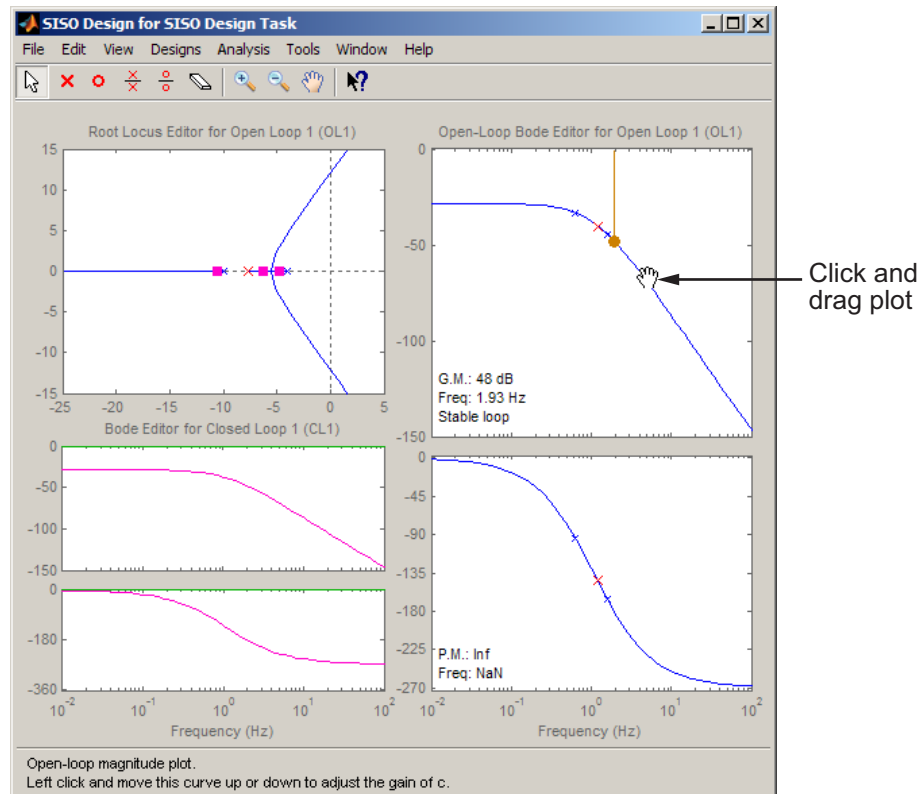 SISO Design for SISO Design Task
File Edit View Designs Analysis Tools Window Help
Root Locus Editor for Open Loop 1 (OL1)
15
10
5
0
-5
-10
-15
-25 -20 -15 -10 -5 0 5
Open-Loop Bode Editor for Open Loop 1 (OL1)
0
-50
-100
-150
G.M.: 48 dB
Freq: 1.93 Hz
Stable loop
Click and
drag plot
Bode Editor for Closed Loop 1 (CL1)
0
-50
-100
-150
0
-180
-360
10^-2 10^-1 10^0 10^1 10^2
Frequency (Hz)
0
-45
-90
-135
-180
-225
-270
P.M.: Inf
Freq: NaN
10^-2 10^-1 10^0 10^1 10^2
Frequency (Hz)
Open-loop magnitude plot.
Left click and move this curve up or down to adjust the gain of c.